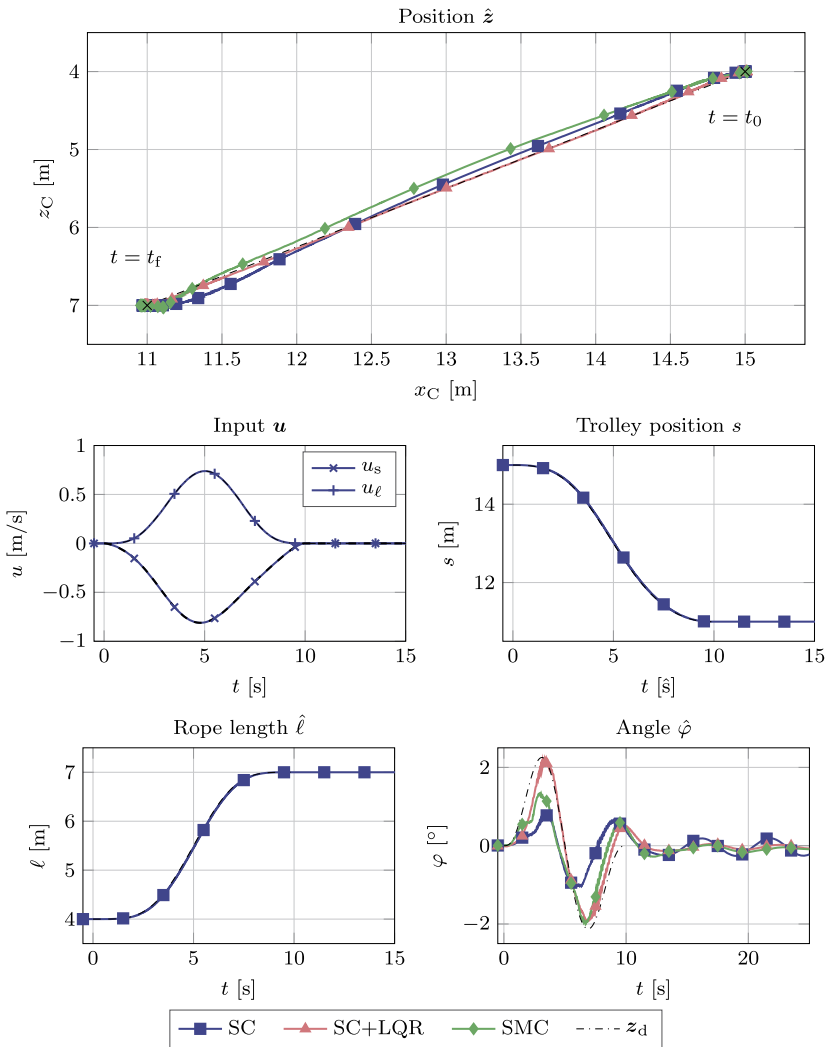 Position ẑ
4
5
6
7
z_C [m]
t = t_0
t = t_f
11 11.5 12 12.5 13 13.5 14 14.5 15
x_C [m]
Input u
1
0.5
0
−0.5
−1
u [m/s]
u_s
u_ℓ
0 5 10 15
t [s]
Trolley position s
14
12
s [m]
0 5 10 15
t [ŝ]
Rope length ℓ̂
7
6
5
4
ℓ [m]
0 5 10 15
t [s]
Angle φ̂
2
0
−2
φ [°]
0 10 20
t [s]
SC SC+LQR SMC z_d